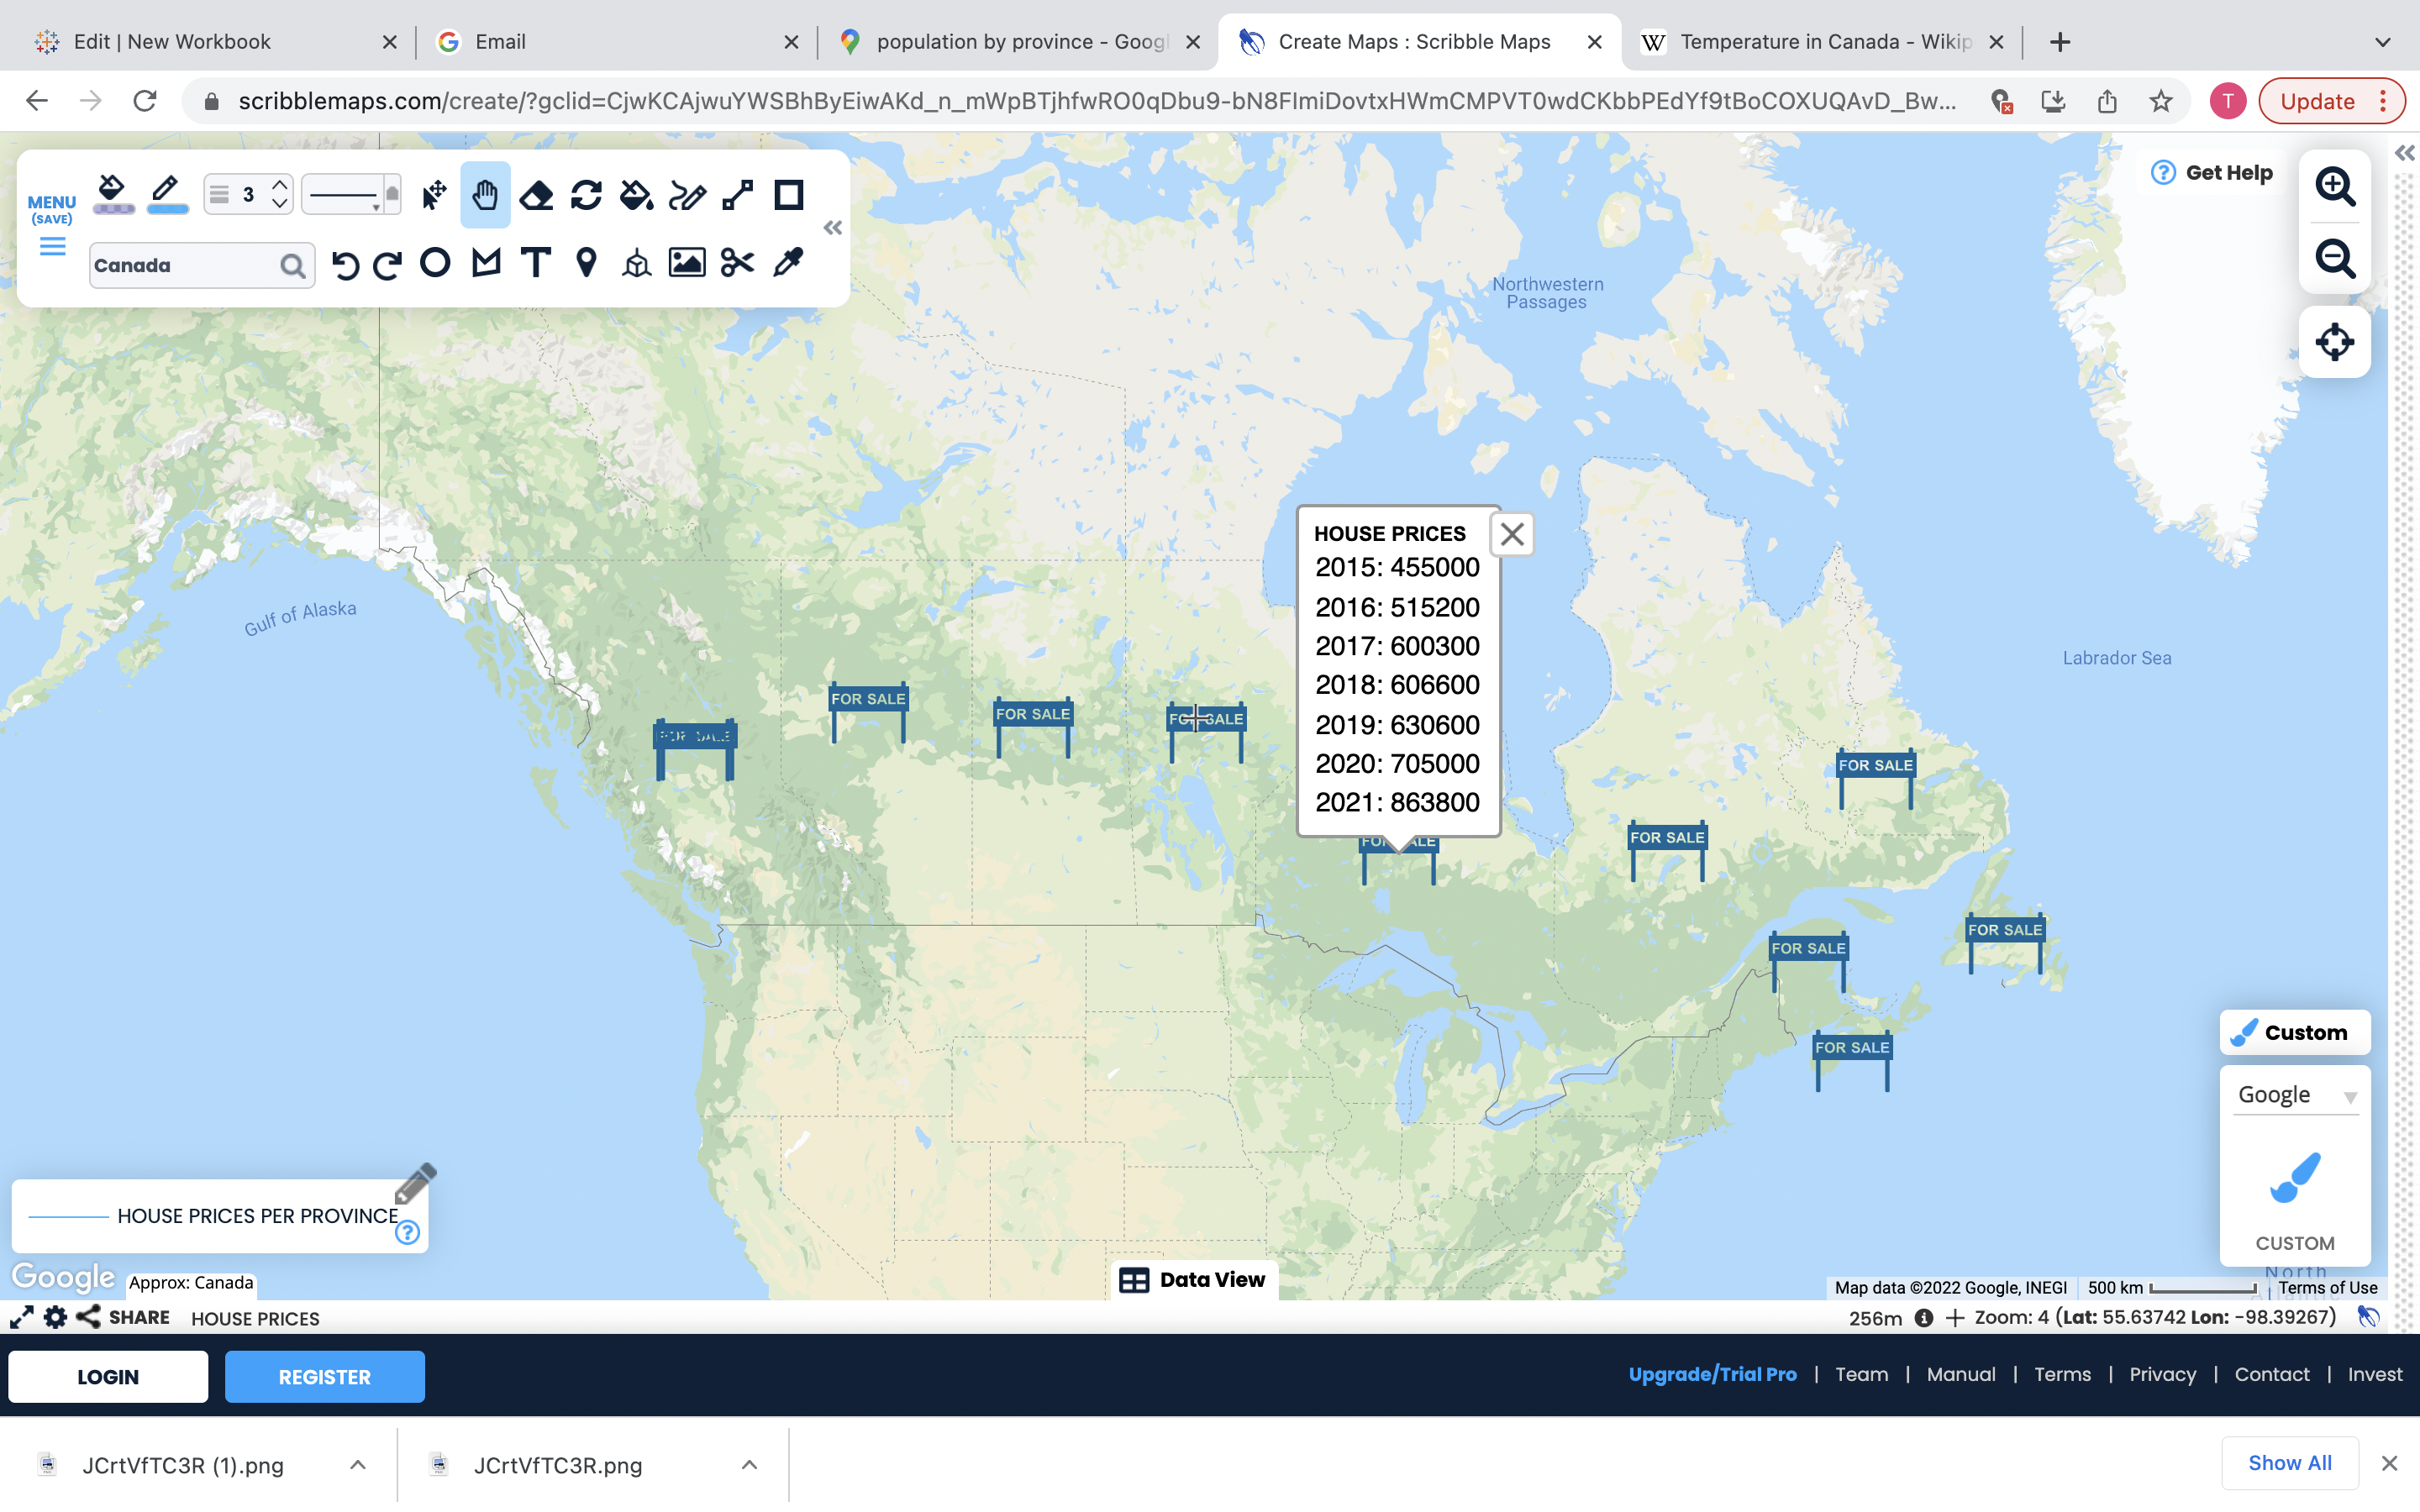 Edit | New Workbook
Email
population by province - Googl
Create Maps : Scribble Maps
Temperature in Canada - Wikip
scribblemaps.com/create/?gclid=CjwKCAjwuYWSBhByEiwAKd_n_mWpBTjhfwRO0qDbu9-bN8FImiDovtxHWmCMPVT0wdCKbbPEdYf9tBoCOXUQAvD_Bw...
T
Update
MENU
(SAVE)
3
Canada
Get Help
Northwestern
Passages
Gulf of Alaska
Labrador Sea
HOUSE PRICES
2015: 455000
2016: 515200
2017: 600300
2018: 606600
2019: 630600
2020: 705000
2021: 863800
FOR SALE
FOR SALE
FOR SALE
FOR SALE
FOR SALE
FOR SALE
FOR SALE
FOR SALE
FOR SALE
FOR SALE
Custom
Google
CUSTOM
North
HOUSE PRICES PER PROVINCE
Google
Approx: Canada
Data View
Map data ©2022 Google, INEGI
500 km
Terms of Use
SHARE
HOUSE PRICES
256m
Zoom: 4 (Lat: 55.63742 Lon: -98.39267)
LOGIN
REGISTER
Upgrade/Trial Pro | Team | Manual | Terms | Privacy | Contact | Invest
JCrtVfTC3R (1).png
JCrtVfTC3R.png
Show All